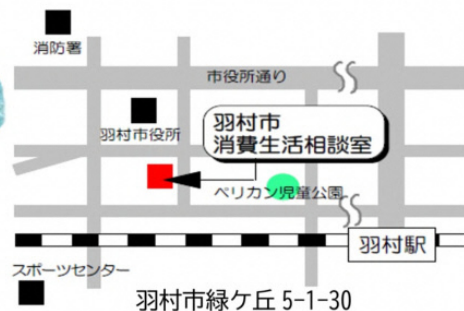 消防署
市役所通り
羽村市役所
羽村市
消費生活相談室
ペリカン児童公園
羽村駅
スポーツセンター
羽村市緑ケ丘 5-1-30